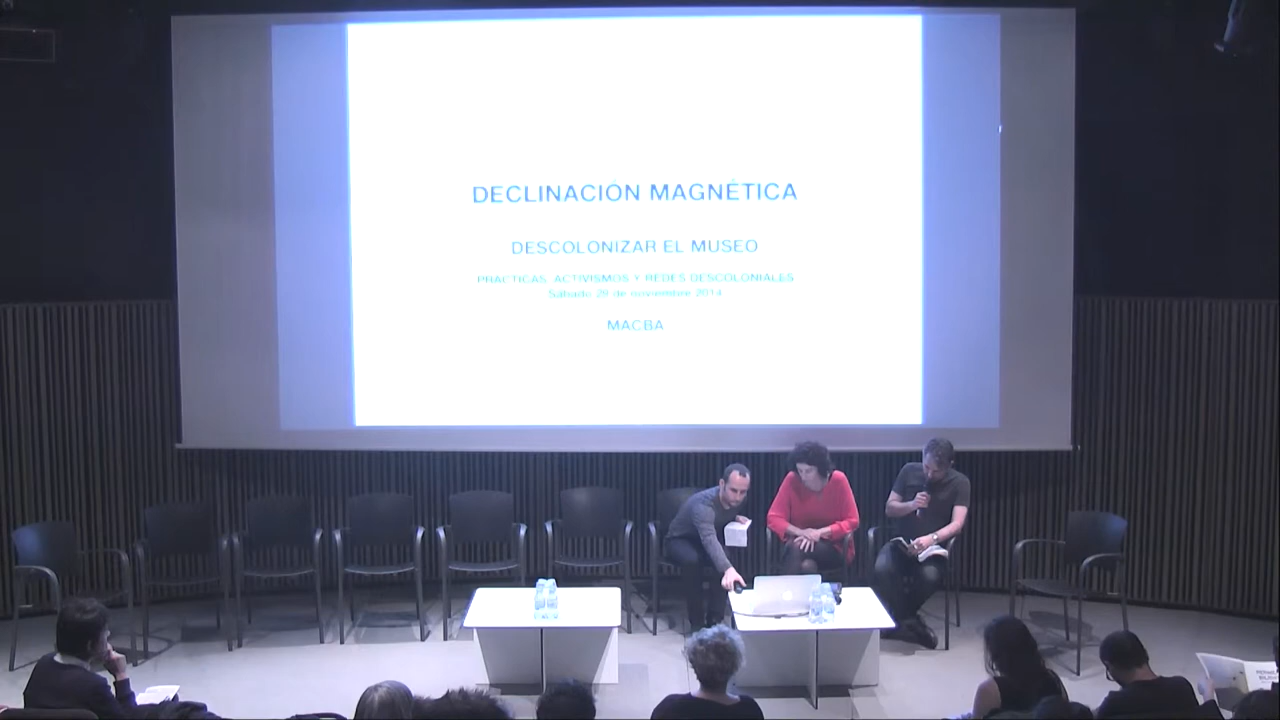 DECLINACIÓN MAGNÉTICA
DESCOLONIZAR EL MUSEO
PRÁCTICAS, ACTIVISMOS Y REDES DESCOLONIALES
Sábado 29 de noviembre 2014
MACBA